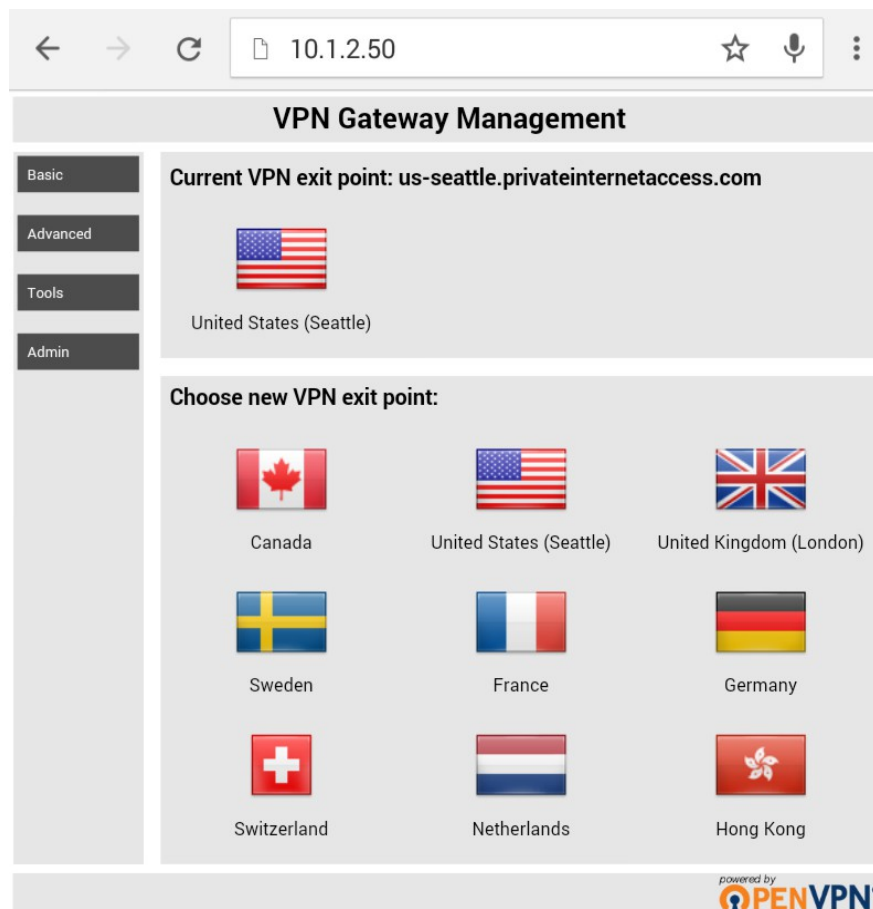 10.1.2.50
VPN Gateway Management
Basic
Advanced
Tools
Admin
Current VPN exit point: us-seattle.privateinternetaccess.com
United States (Seattle)
Choose new VPN exit point:
Canada United States (Seattle) United Kingdom (London)
Sweden France Germany
Switzerland Netherlands Hong Kong
powered by
OPENVPN